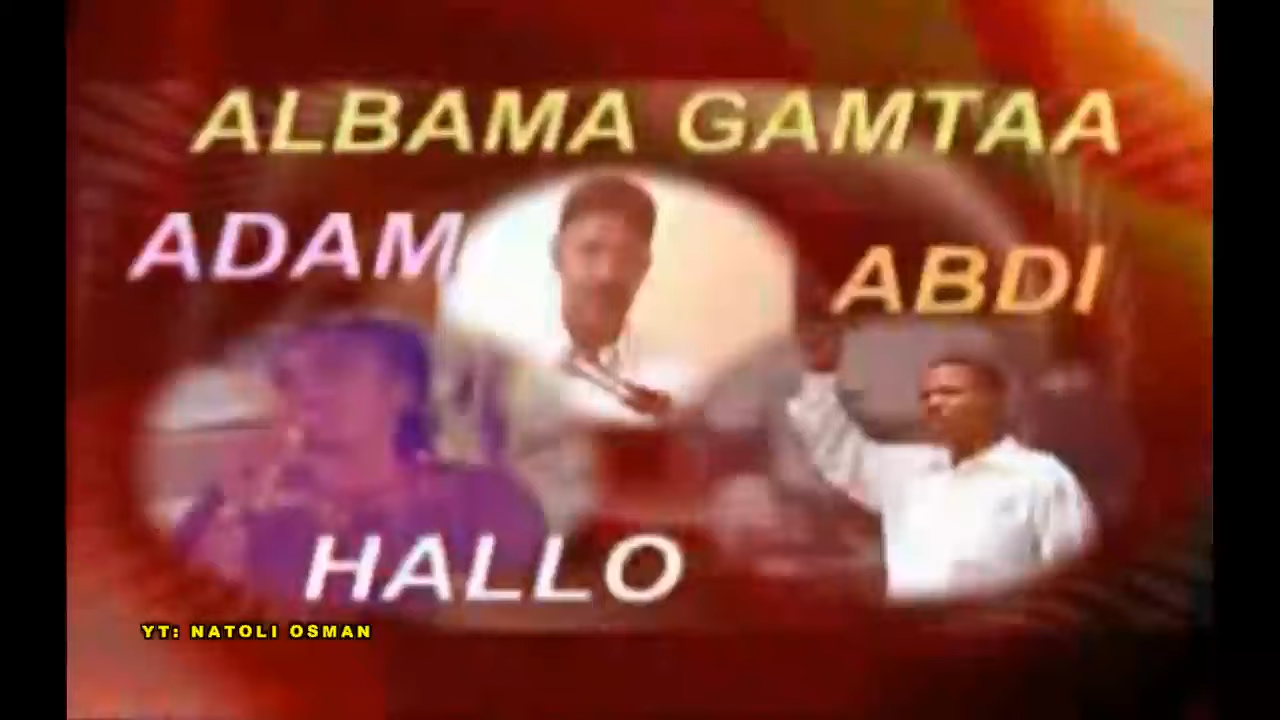 ALBAMA GAMTAA
ADAM
ABDI
HALLO
YT: NATOLI OSMAN